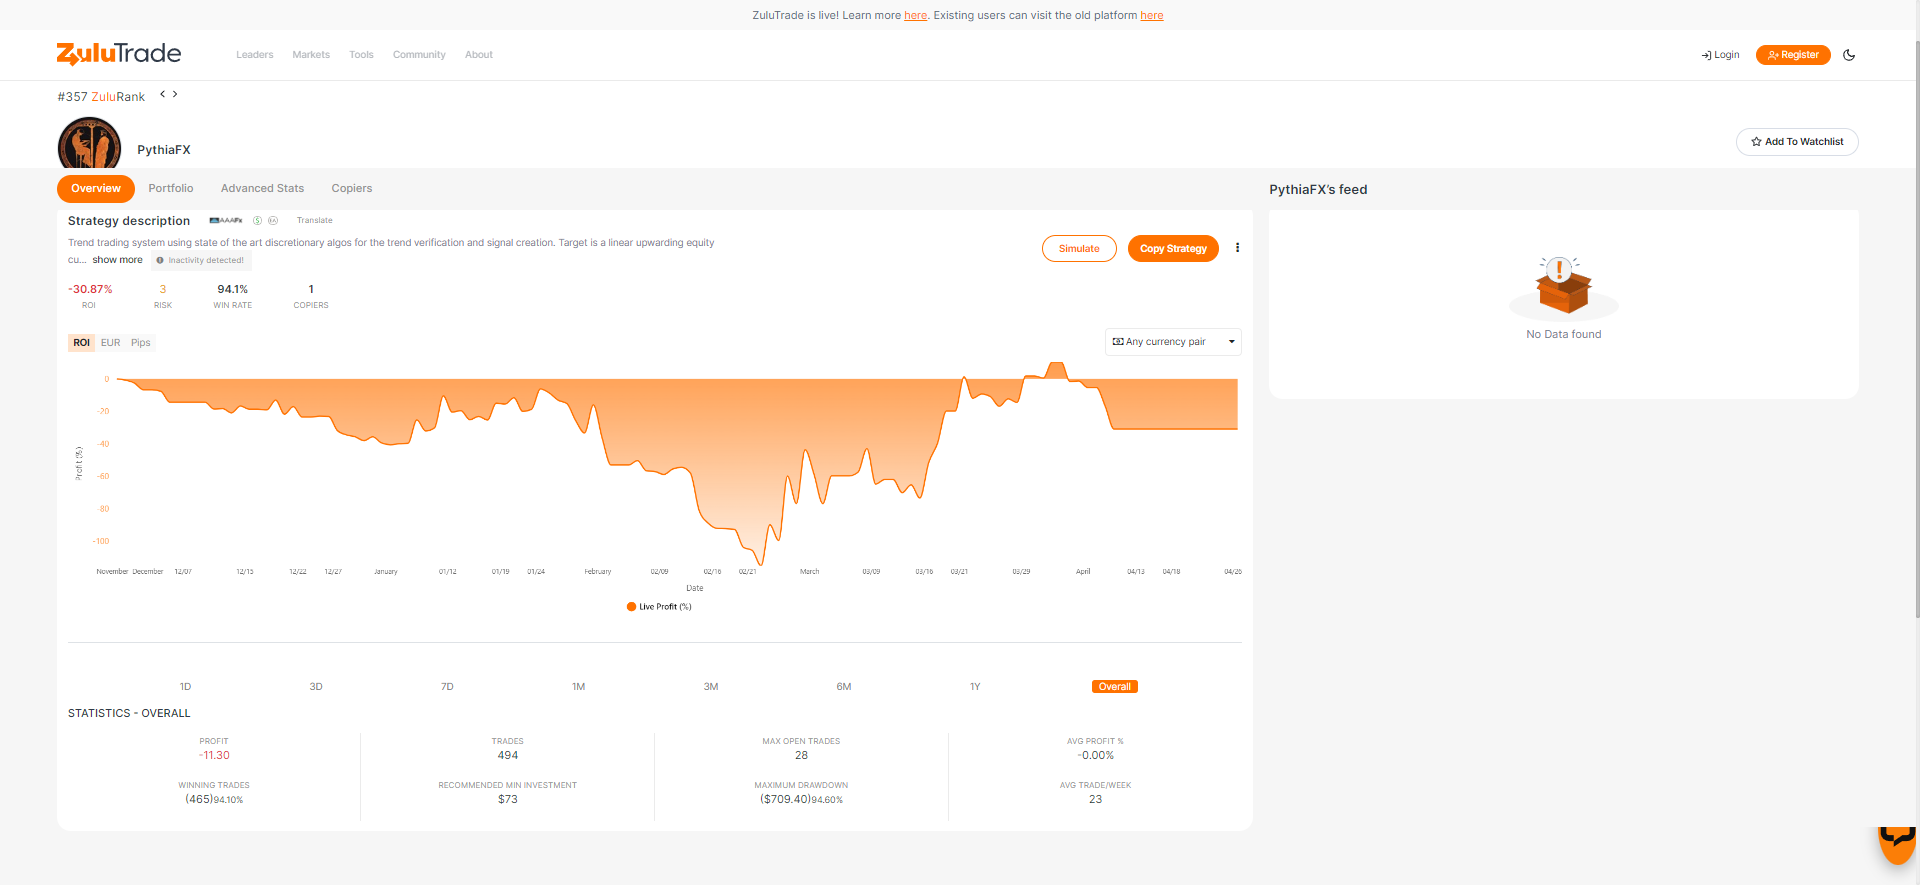 ZuluTrade is live! Learn more here. Existing users can visit the old platform here
ZuluTrade
Leaders Markets Tools Community About
Login Register
#357 ZuluRank
PythiaFX
Add To Watchlist
Overview Portfolio Advanced Stats Copiers
PythiaFX's feed
Strategy description AAAFx Translate
Trend trading system using state of the art discretionary algos for the trend verification and signal creation. Target is a linear upwarding equity
cu... show more Inactivity detected!
Simulate Copy Strategy
-30.87% 3 94.1% 1
ROI RISK WIN RATE COPIERS
No Data found
ROI EUR Pips
Any currency pair
0
-20
-40
-60
-80
-100
Profit (%)
November December 12/07 12/15 12/22 12/27 January 01/12 01/19 01/24 February 02/09 02/16 02/21 March 03/09 03/16 03/21 03/29 April 04/13 04/18 04/26
Date
Live Profit (%)
1D 3D 7D 1M 3M 6M 1Y Overall
STATISTICS - OVERALL
PROFIT TRADES MAX OPEN TRADES AVG PROFIT %
-11.30 494 28 -0.00%
WINNING TRADES RECOMMENDED MIN INVESTMENT MAXIMUM DRAWDOWN AVG TRADE/WEEK
(465)94.10% $73 ($709.40)94.60% 23